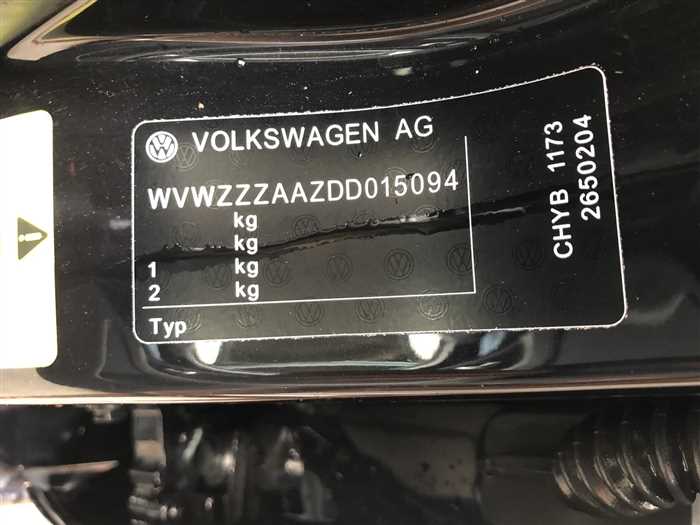 VOLKSWAGEN AG
WVWZZZAAZDD015094
kg
kg
1 kg
2 kg
Typ
CHYB 1173
2650204